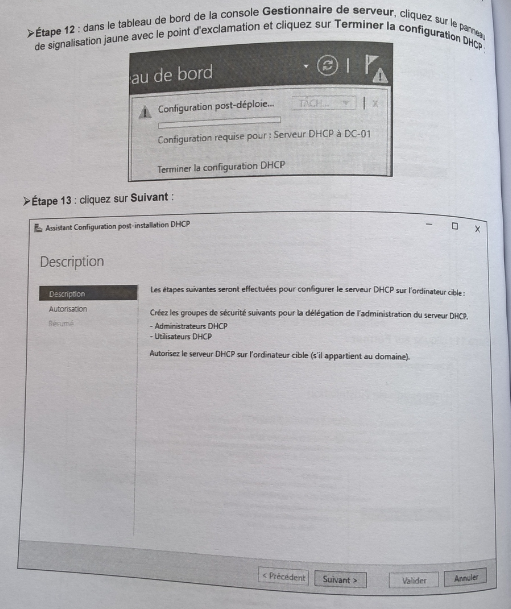 ➤Étape 12 : dans le tableau de bord de la console Gestionnaire de serveur, cliquez sur le panneau
de signalisation jaune avec le point d'exclamation et cliquez sur Terminer la configuration DHCP.
au de bord
Configuration post-déploie... TÂCH...
Configuration requise pour : Serveur DHCP à DC-01
Terminer la configuration DHCP
➤Étape 13 : cliquez sur Suivant :
Assistant Configuration post-installation DHCP
Description
Description
Autorisation
Résumé
Les étapes suivantes seront effectuées pour configurer le serveur DHCP sur l'ordinateur cible :
Créez les groupes de sécurité suivants pour la délégation de l'administration du serveur DHCP.
- Administrateurs DHCP
- Utilisateurs DHCP
Autorisez le serveur DHCP sur l'ordinateur cible (s'il appartient au domaine).
< Précédent Suivant > Valider Annuler